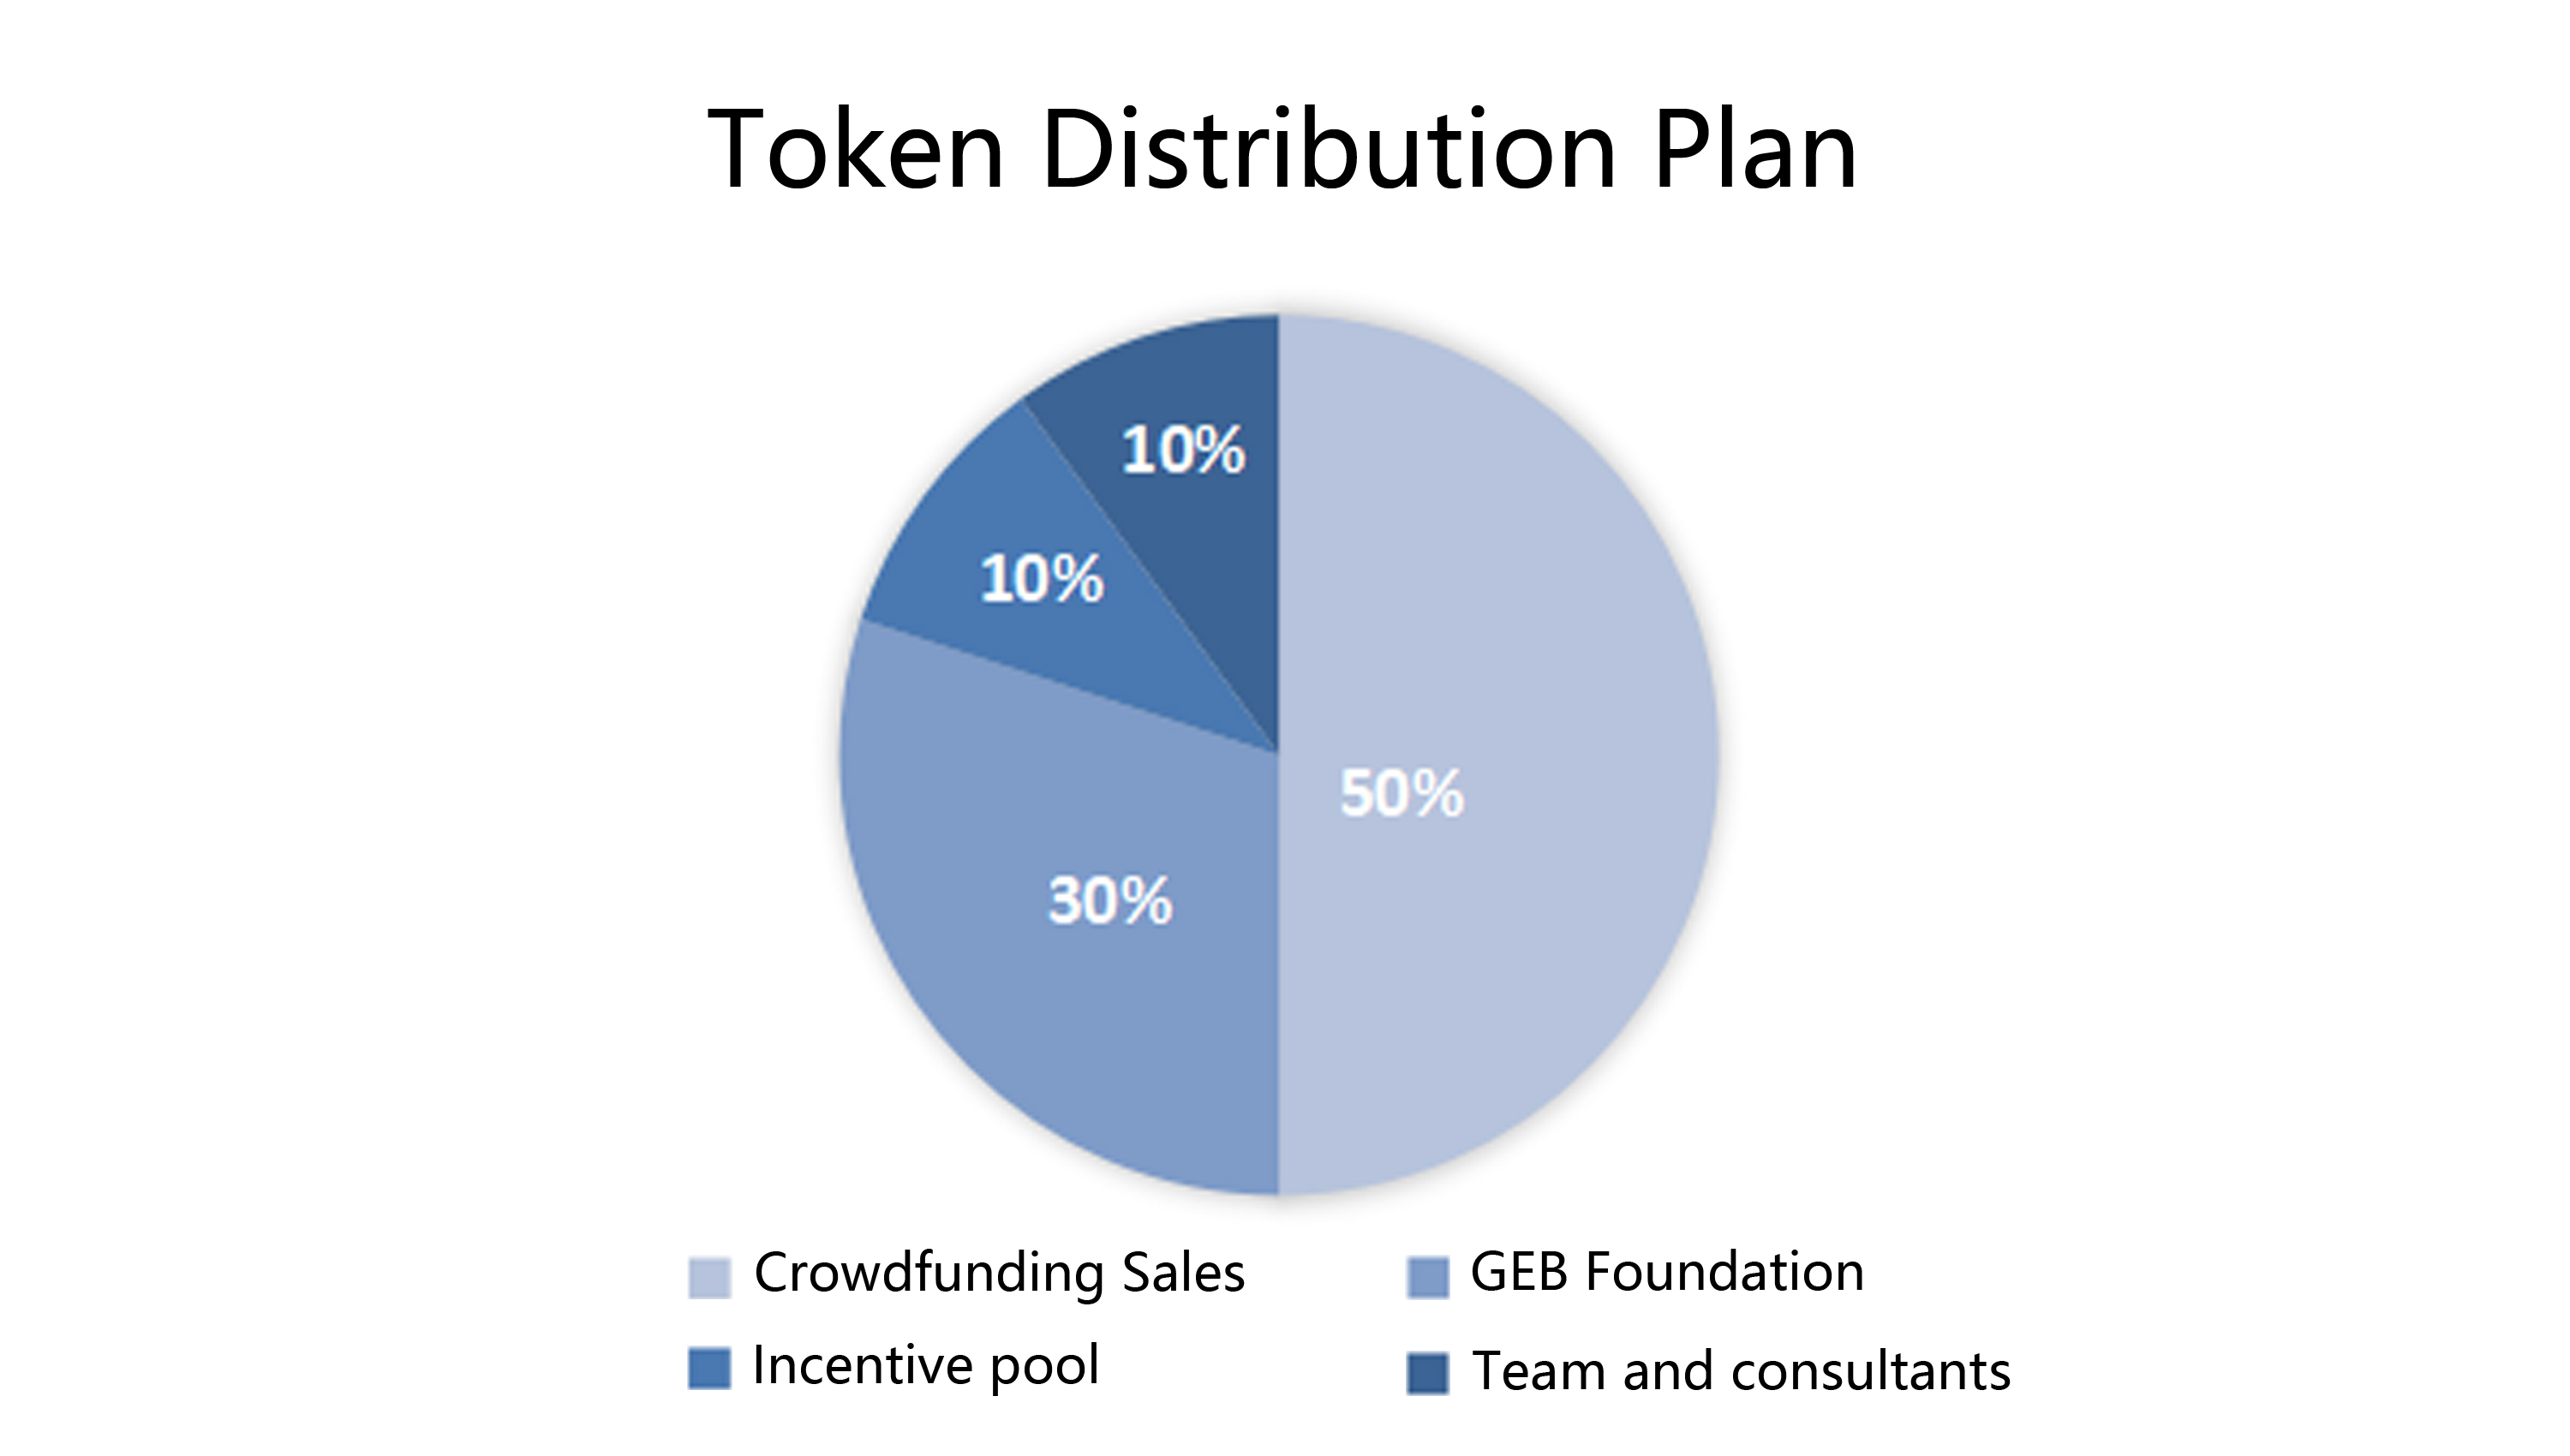 Token Distribution Plan
10%
10%
50%
30%
Crowdfunding Sales
GEB Foundation
Incentive pool
Team and consultants